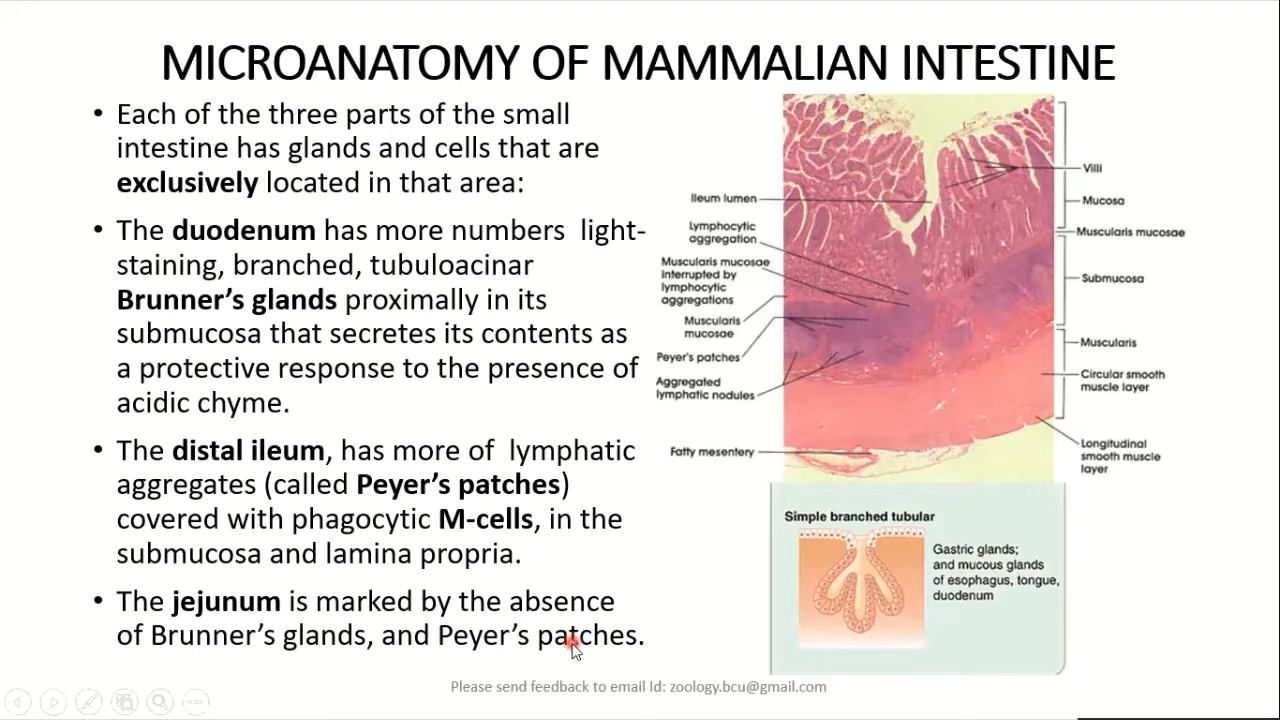 MICROANATOMY OF MAMMALIAN INTESTINE
• Each of the three parts of the small
intestine has glands and cells that are
exclusively located in that area:
• The duodenum has more numbers  light-
staining, branched, tubuloacinar
Brunner's glands proximally in its
submucosa that secretes its contents as
a protective response to the presence of
acidic chyme.
• The distal ileum, has more of  lymphatic
aggregates (called Peyer's patches)
covered with phagocytic M-cells, in the
submucosa and lamina propria.
• The jejunum is marked by the absence
of Brunner's glands, and Peyer's patches.
Ileum lumen
Lymphocytic
aggregation
Muscularis mucosae
interrupted by
lymphocytic
aggregations
Muscularis
mucosae
Peyer's patches
Aggregated
lymphatic nodules
Fatty mesentery
Villi
Mucosa
Muscularis mucosae
Submucosa
Muscularis
Circular smooth
muscle layer
Longitudinal
smooth muscle
layer
Simple branched tubular
Gastric glands;
and mucous glands
of esophagus, tongue,
duodenum
Please send feedback to email Id: zoology.bcu@gmail.com